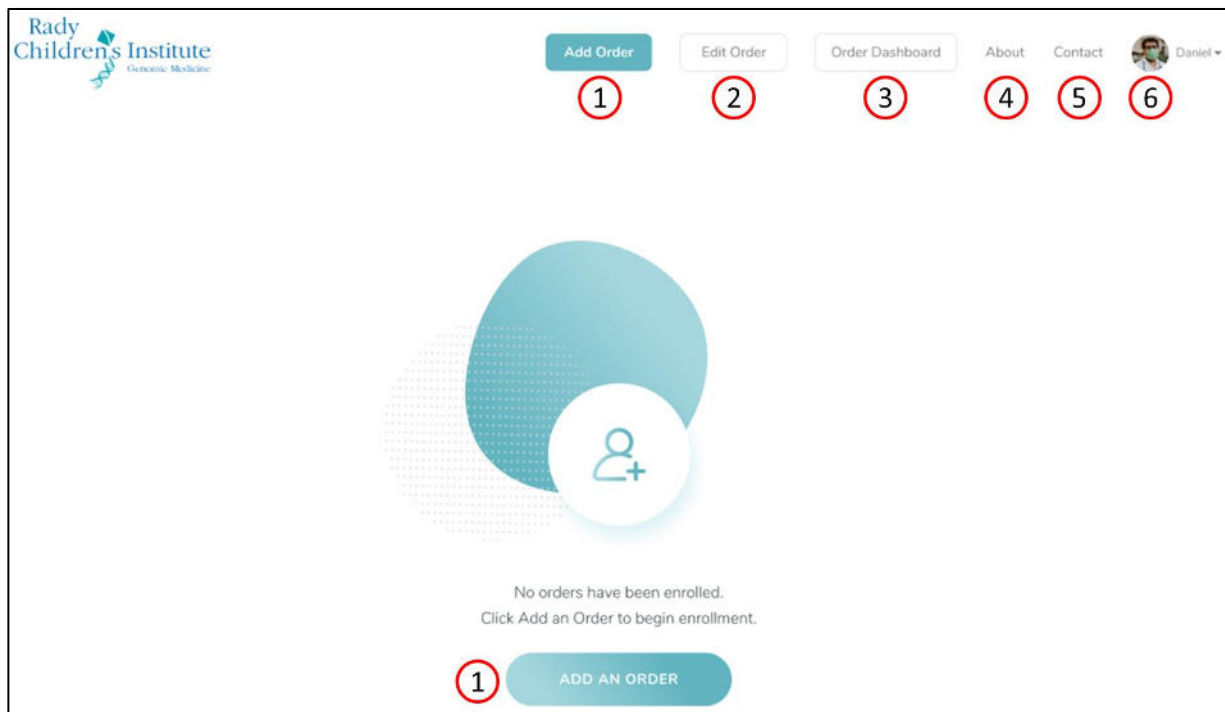 Rady
Children's Institute
Genomic Medicine
Add Order
Edit Order
Order Dashboard
About
Contact
Daniel
1
2
3
4
5
6
No orders have been enrolled.
Click Add an Order to begin enrollment.
1
ADD AN ORDER